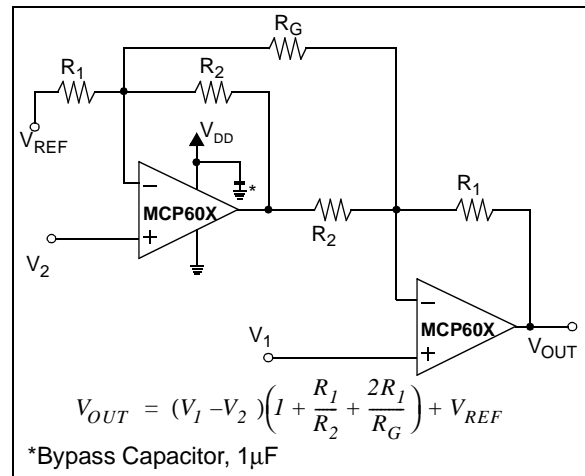 R_G
R_1
R_2
V_REF
V_DD
*
−
MCP60X
+
V_2
R_2
R_1
−
MCP60X
+
V_1
V_OUT
V_OUT = (V_1 – V_2)(1 + R_1/R_2 + 2R_1/R_G) + V_REF
*Bypass Capacitor, 1µF